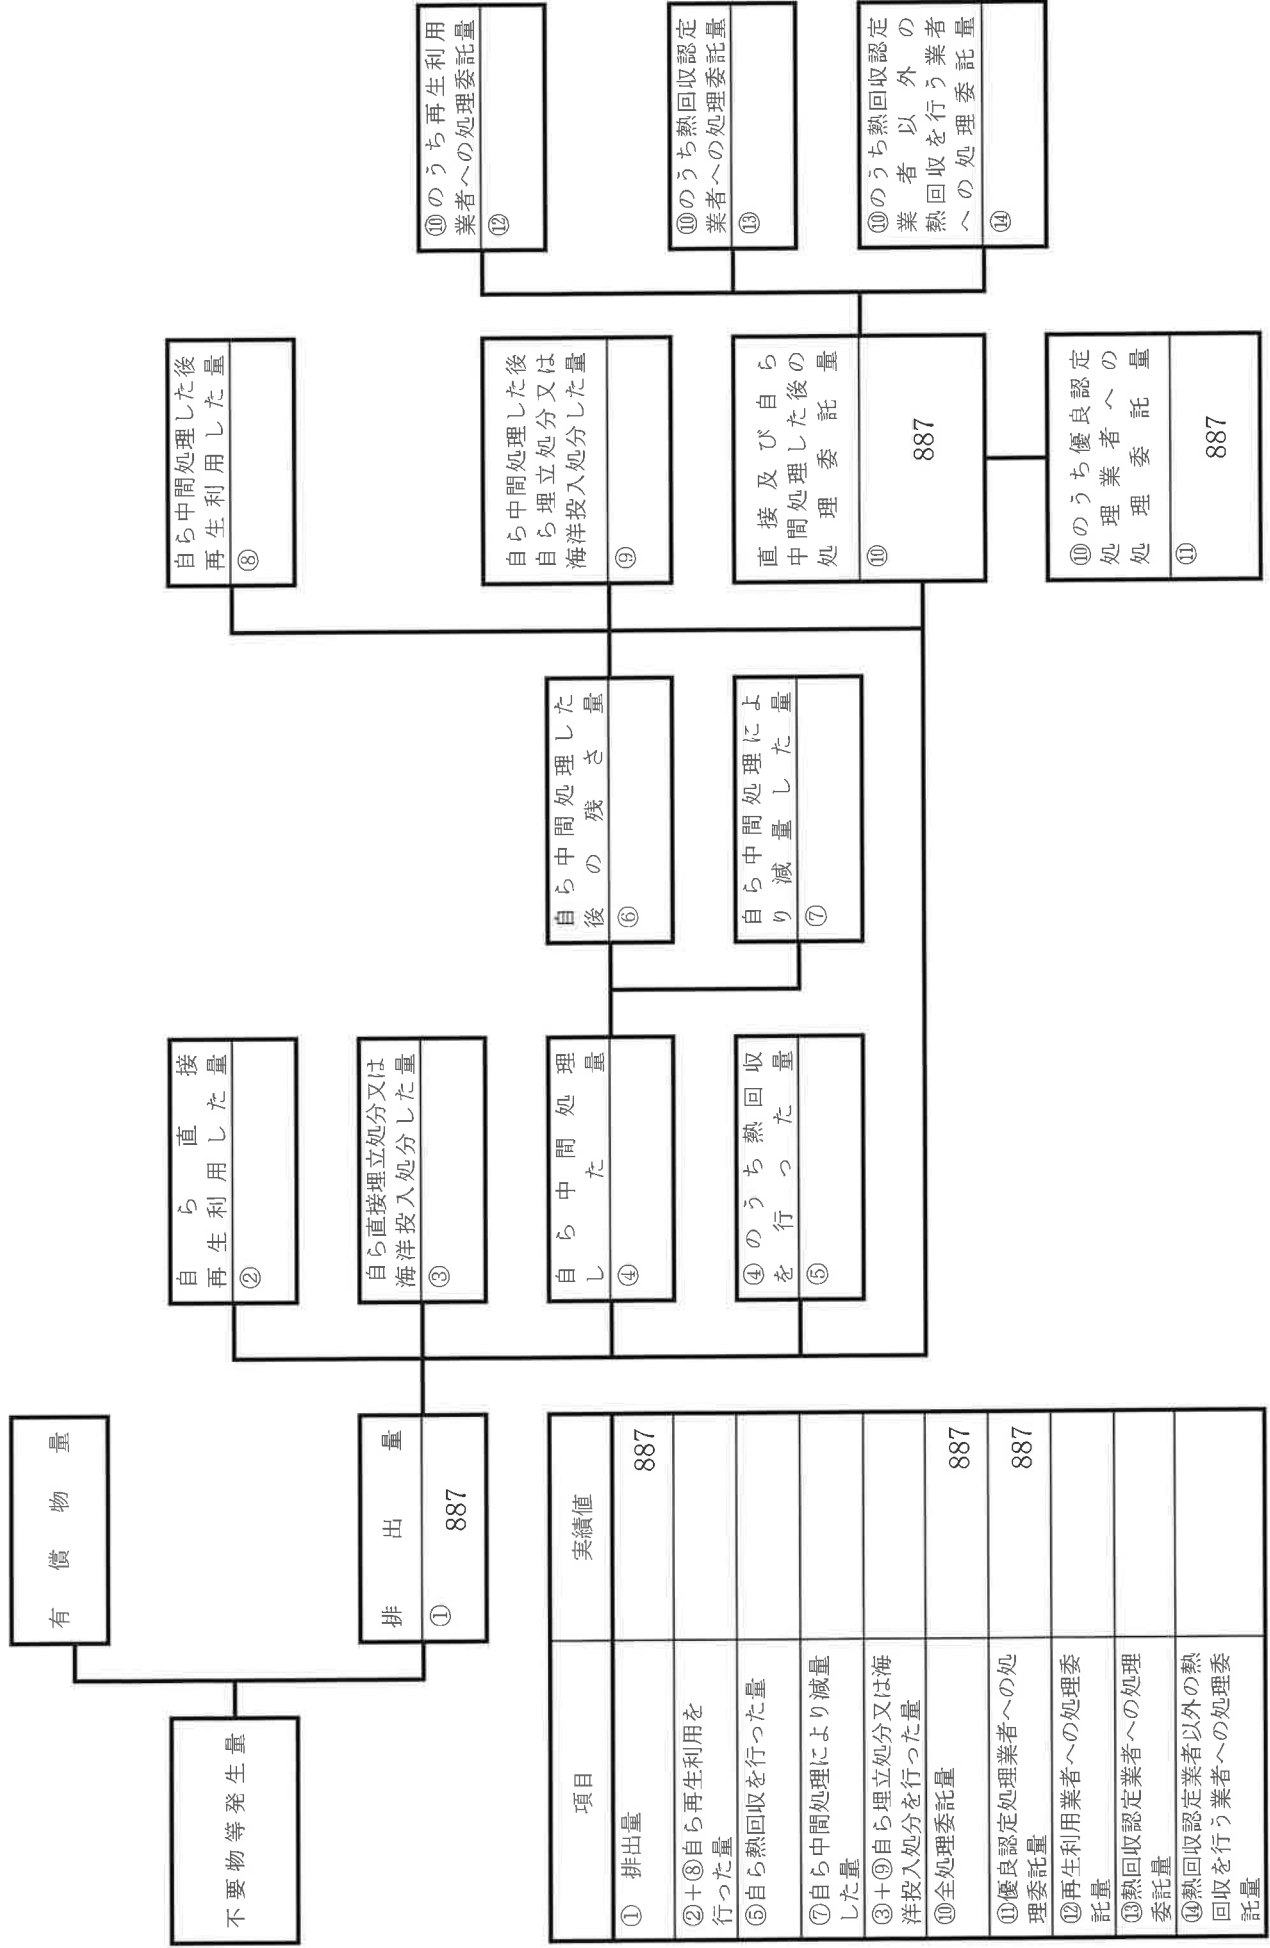 有償物量
不要物等発生量
排出量
①
887
自ら直接
再生利用した量
②
自ら直接埋立処分又は
海洋投入処分した量
③
自ら中間処理
した量
④
④のうち熱回収
を行った量
⑤
自ら中間処理した
後の残さ量
⑥
自ら中間処理によ
り減量した量
⑦
自ら中間処理した後
再生利用した量
⑧
自ら中間処理した後
自ら埋立処分又は
海洋投入処分した量
⑨
直接及び自ら
中間処理した後の
処理委託量
⑩
887
⑩のうち優良認定
処理業者への
処理委託量
⑪
887
⑩のうち再生利用
業者への処理委託量
⑫
⑩のうち熱回収認定
業者への処理委託量
⑬
⑩のうち熱回収認定
業者以外の
熱回収を行う業者
への処理委託量
⑭
項目 実績値
① 排出量 887
②+⑧自ら再生利用を
行った量
⑤自ら熱回収を行った量
⑦自ら中間処理により減量
した量
③+⑨自ら埋立処分又は海
洋投入処分を行った量
⑩全処理委託量 887
⑪優良認定処理業者への処
理委託量 887
⑫再生利用業者への処理委
託量
⑬熱回収認定業者への処理
委託量
⑭熱回収認定業者以外の熱
回収を行う業者への処理委
託量